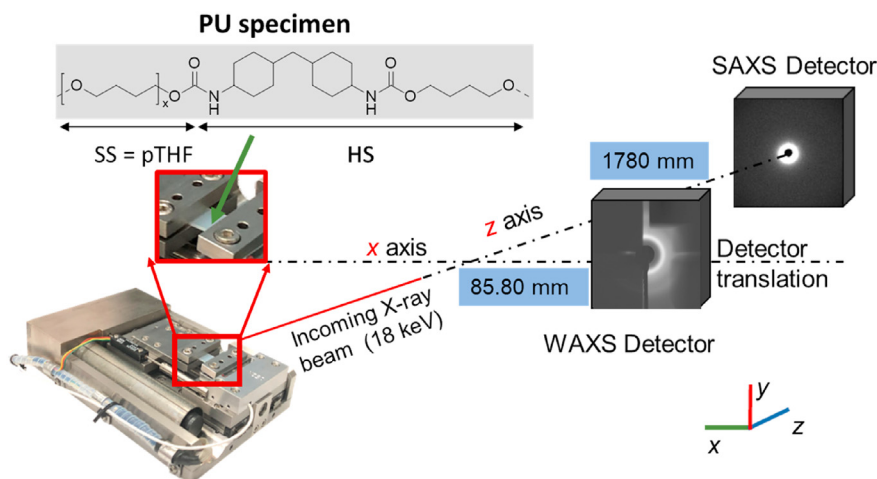 PU specimen
O
O
O
O
N
H
N
H
O
O
x
SS = pTHF
HS
SAXS Detector
1780 mm
z axis
x axis
Detector
translation
85.80 mm
Incoming X-ray
beam (18 keV)
WAXS Detector
y
x
z